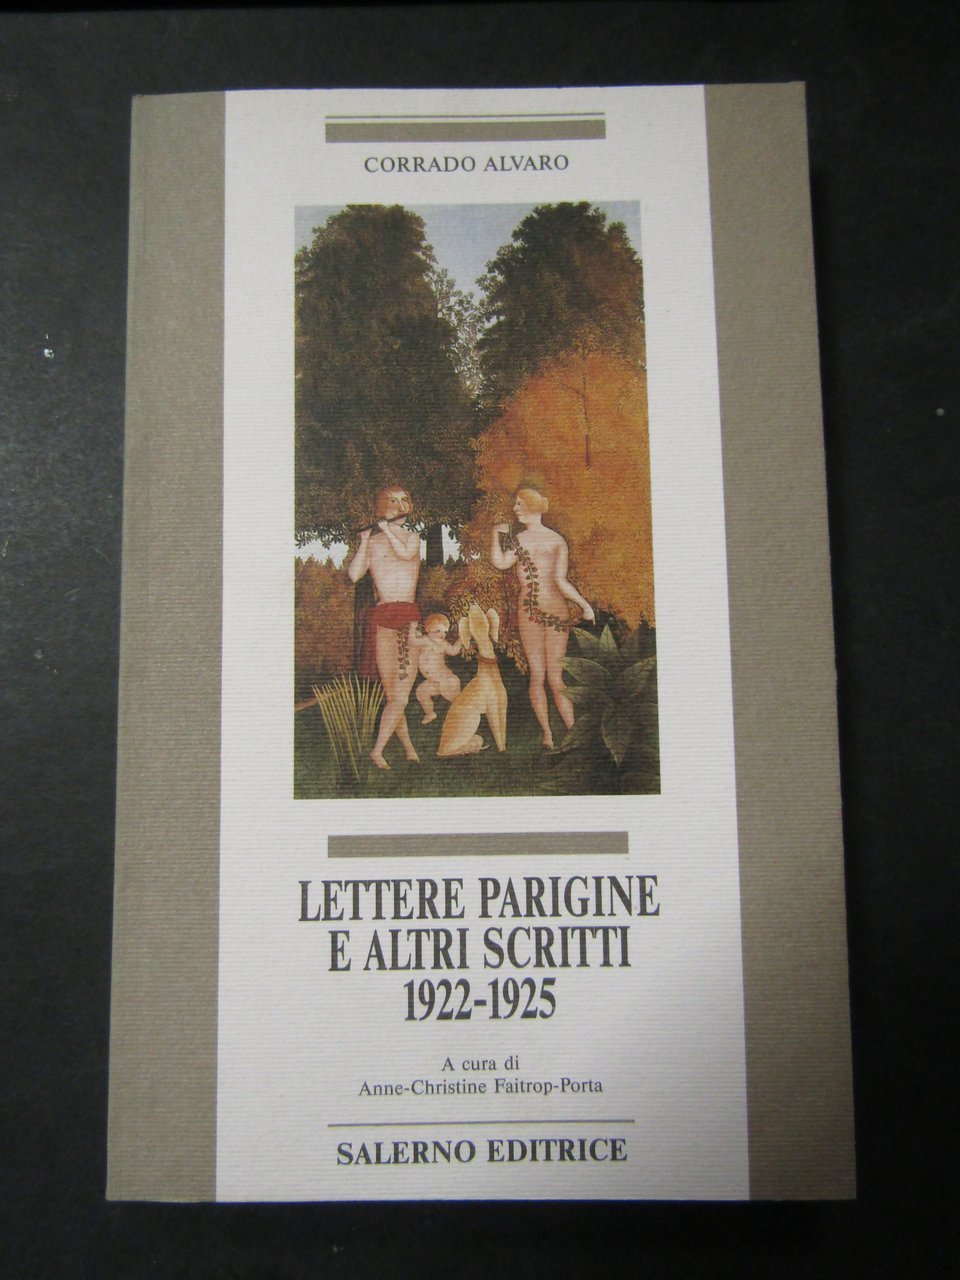 CORRADO ALVARO
LETTERE PARIGINE
E ALTRI SCRITTI
1922-1925
A cura di
Anne-Christine Faitrop-Porta
SALERNO EDITRICE